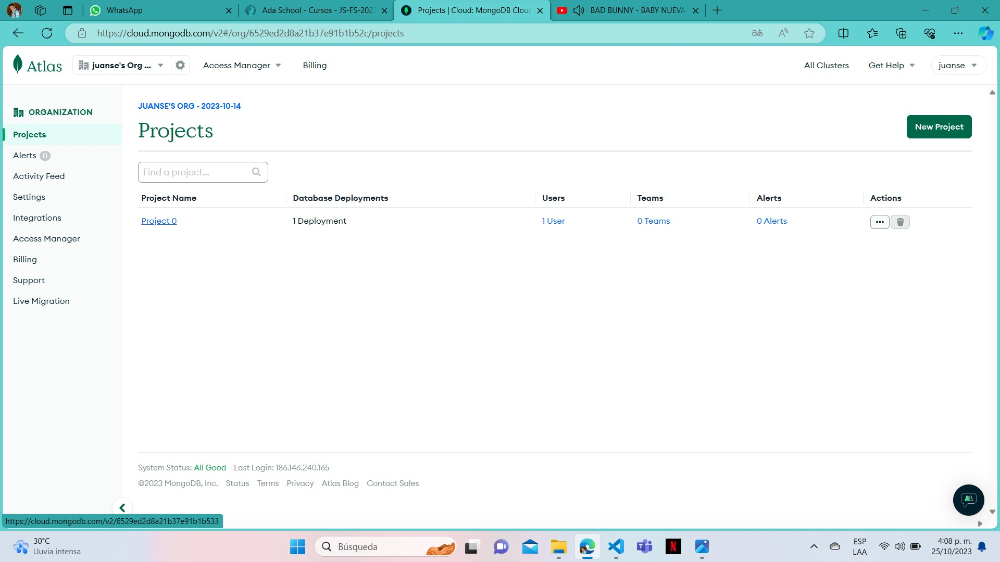 WhatsApp
Ada School - Cursos - JS-FS-202
Projects | Cloud: MongoDB Clou
BAD BUNNY - BABY NUEVA
https://cloud.mongodb.com/v2#/org/6529ed2d8a21b37e91b1b52c/projects
Atlas
juanse's Org ...
Access Manager
Billing
All Clusters
Get Help
juanse
ORGANIZATION
Projects
Alerts 0
Activity Feed
Settings
Integrations
Access Manager
Billing
Support
Live Migration
JUANSE'S ORG - 2023-10-14
Projects
New Project
Find a project...
Project Name Database Deployments Users Teams Alerts Actions
Project 0 1 Deployment 1 User 0 Teams 0 Alerts
System Status: All Good Last Login: 186.146.240.165
©2023 MongoDB, Inc. Status Terms Privacy Atlas Blog Contact Sales
https://cloud.mongodb.com/v2/6529ed2d8a21b37e91b1b533
30°C
Lluvia intensa
Búsqueda
ESP
LAA
4:08 p. m.
25/10/2023